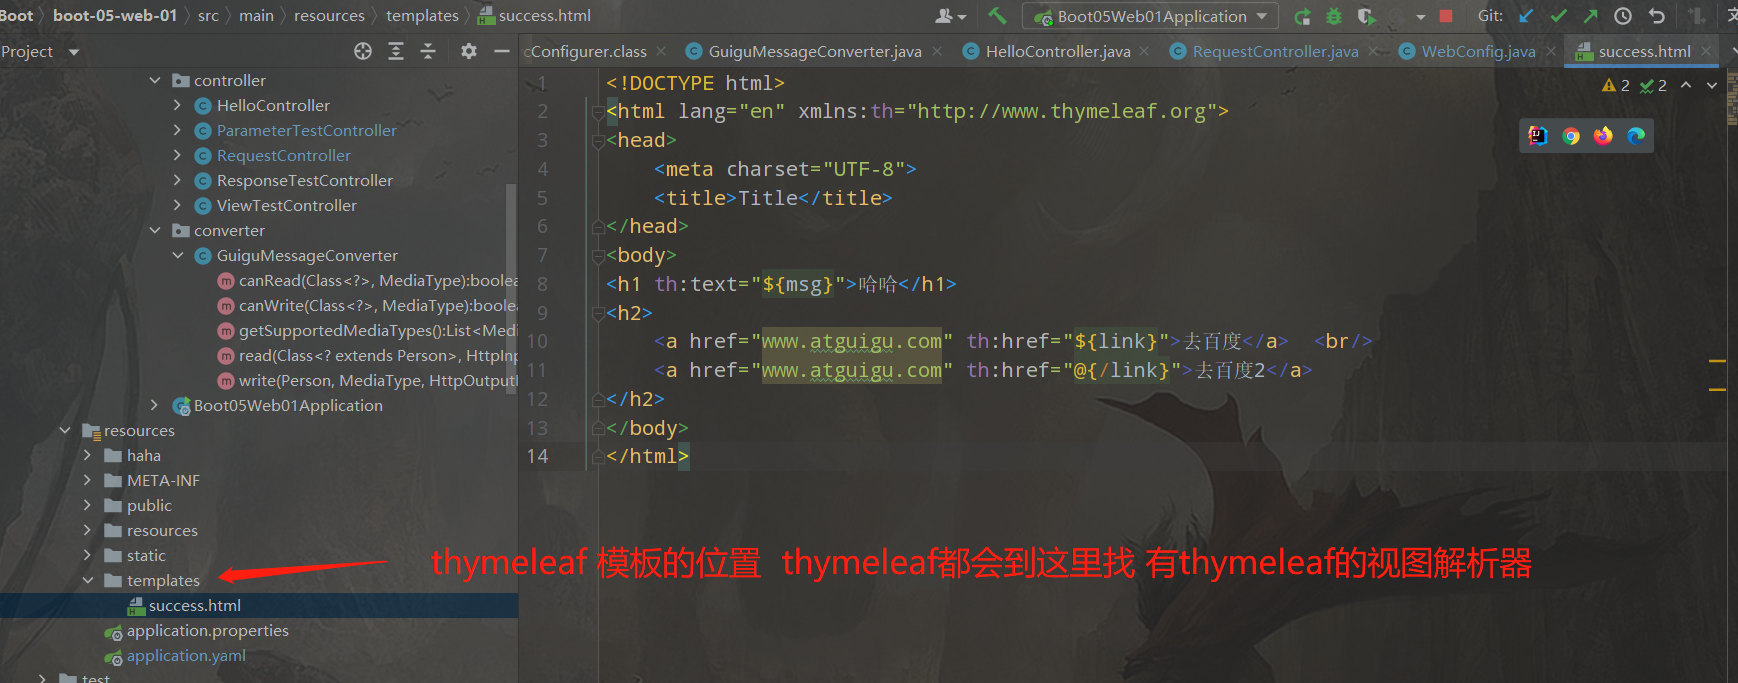 Boot boot-05-web-01 src main resources templates success.html Boot05Web01Application Git:
Project
cConfigurer.class GuiguMessageConverter.java HelloController.java RequestController.java WebConfig.java success.html
controller
HelloController
ParameterTestController
RequestController
ResponseTestController
ViewTestController
converter
GuiguMessageConverter
canRead(Class<?>, MediaType):boolea
canWrite(Class<?>, MediaType):boolea
getSupportedMediaTypes():List<Medi
read(Class<? extends Person>, HttpInp
write(Person, MediaType, HttpOutputI
Boot05Web01Application
resources
haha
META-INF
public
resources
static
templates
success.html
application.properties
application.yaml
test
2 2
1 <!DOCTYPE html>
2 <html lang="en" xmlns:th="http://www.thymeleaf.org">
3 <head>
4 <meta charset="UTF-8">
5 <title>Title</title>
6 </head>
7 <body>
8 <h1 th:text="${msg}">哈哈</h1>
9 <h2>
10 <a href="www.atguigu.com" th:href="${link}">去百度</a> <br/>
11 <a href="www.atguigu.com" th:href="@{/link}">去百度2</a>
12 </h2>
13 </body>
14 </html>
thymeleaf 模板的位置 thymeleaf都会到这里找 有thymeleaf的视图解析器